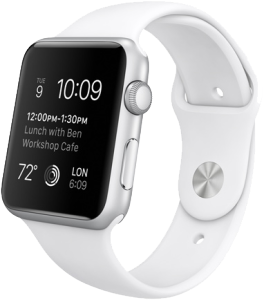 TUE
9 10:09
12:00PM-1:30PM
Lunch with Ben
Workshop Cafe
72° LON
6:09